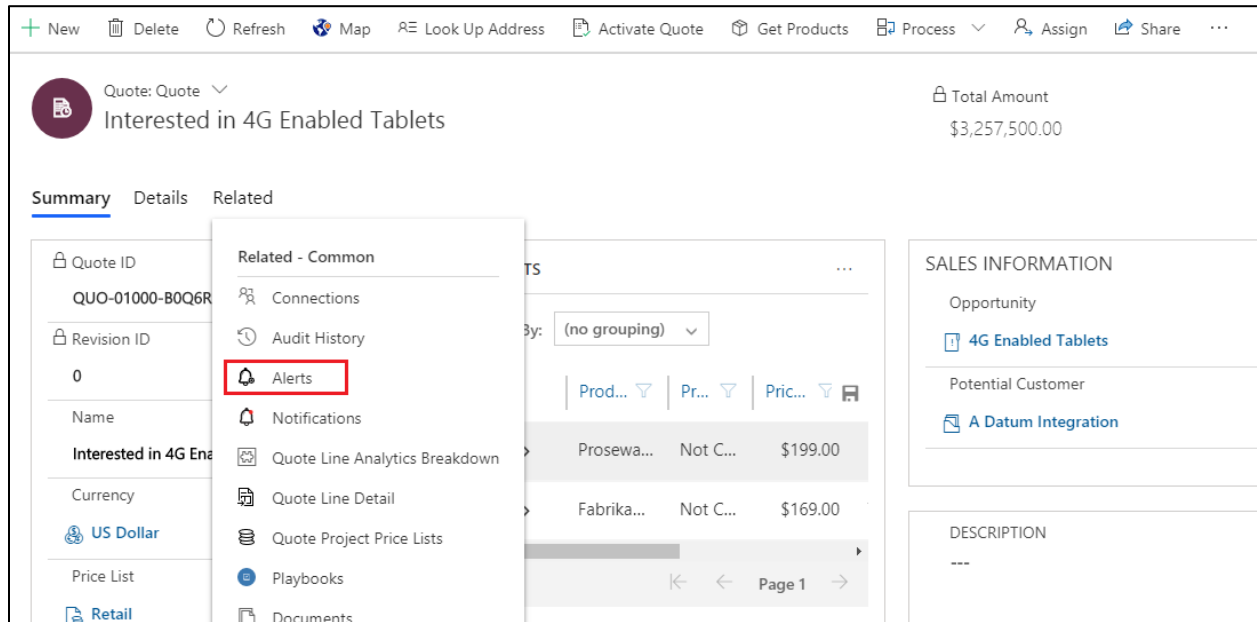 New Delete Refresh Map Look Up Address Activate Quote Get Products Process Assign Share ...
Quote: Quote
Interested in 4G Enabled Tablets
Total Amount
$3,257,500.00
Summary Details Related
Quote ID
QUO-01000-B0Q6R
Revision ID
0
Name
Interested in 4G Ena
Currency
US Dollar
Price List
Retail
Related - Common
Connections
Audit History
Alerts
Notifications
Quote Line Analytics Breakdown
Quote Line Detail
Quote Project Price Lists
Playbooks
Documents
TS ...
By: (no grouping)
Prod... Pr... Pric...
Prosewa... Not C... $199.00
Fabrika... Not C... $169.00
Page 1
SALES INFORMATION
Opportunity
4G Enabled Tablets
Potential Customer
A Datum Integration
DESCRIPTION
---